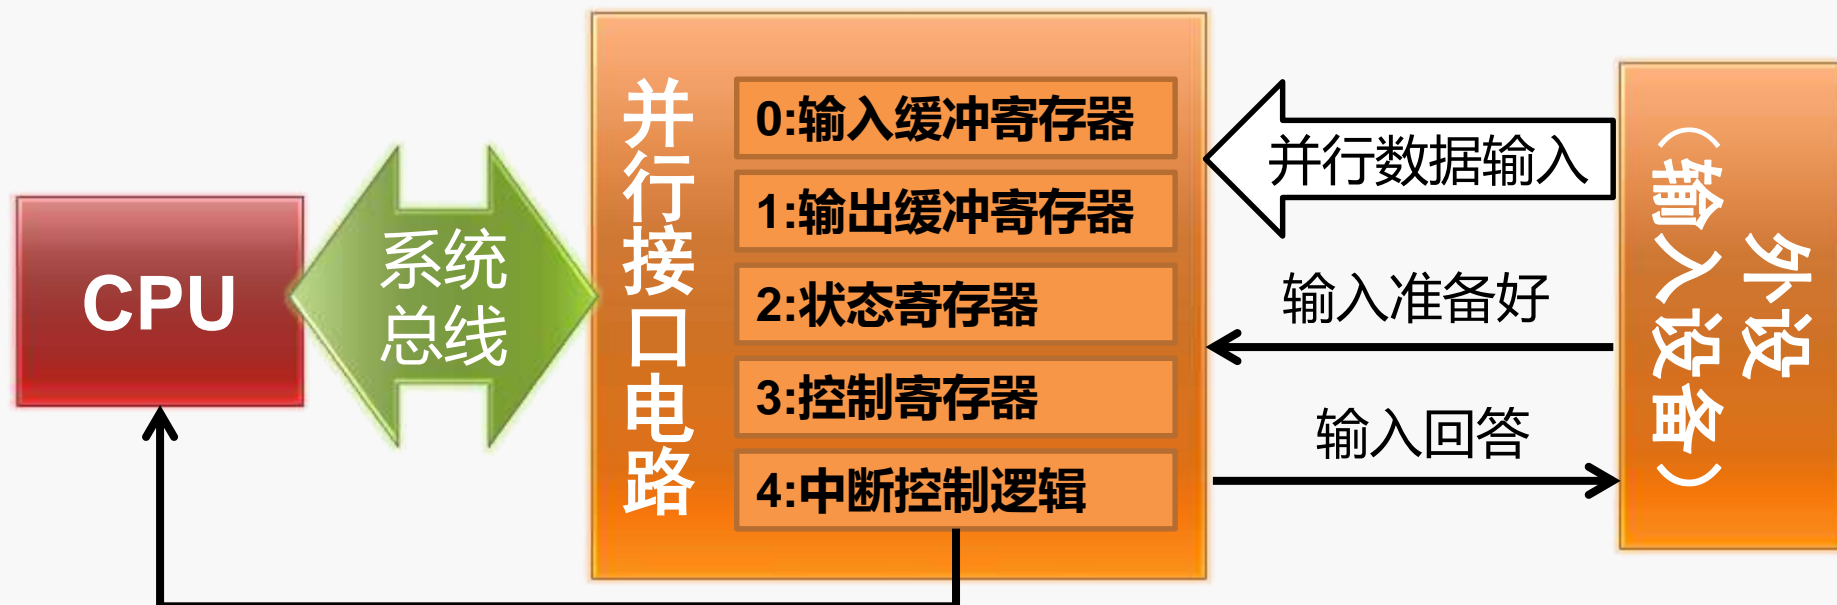 CPU
系统
总线
并行接口电路
0:输入缓冲寄存器
1:输出缓冲寄存器
2:状态寄存器
3:控制寄存器
4:中断控制逻辑
并行数据输入
输入准备好
输入回答
外设
（输入设备）